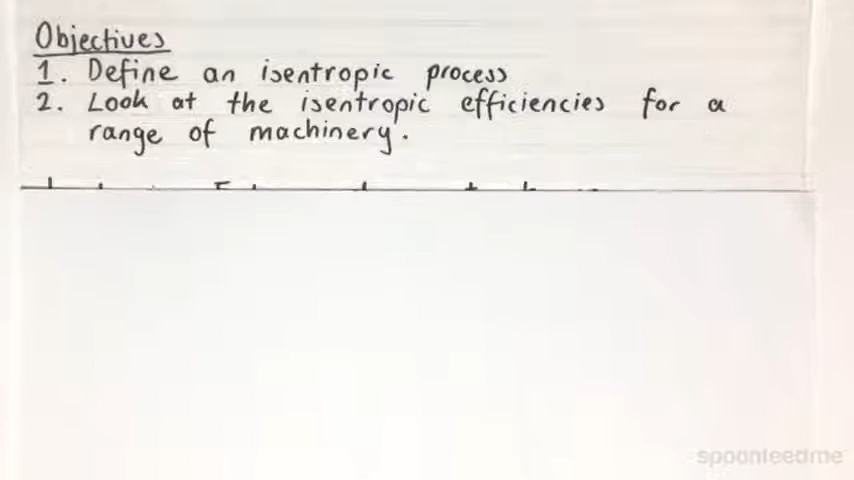 Objectives
1. Define an isentropic process
2. Look at the isentropic efficiencies for a
range of machinery.
spoonfeedme